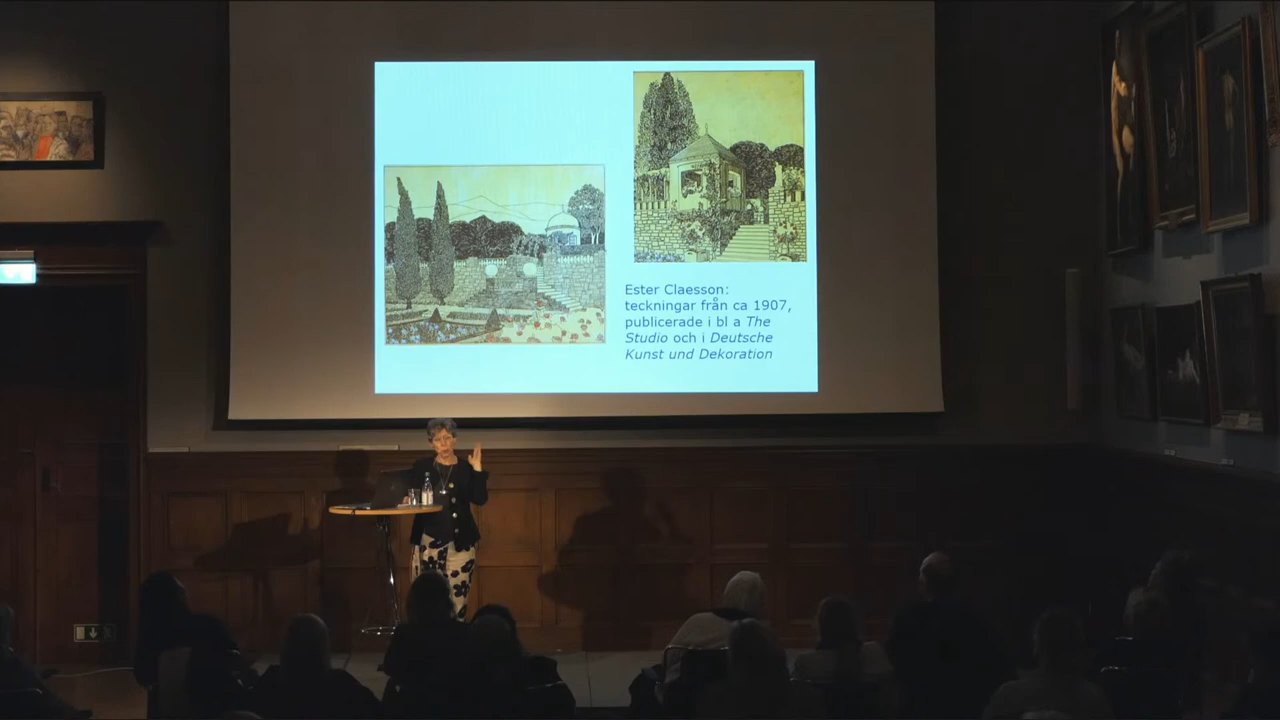 Ester Claesson:
teckningar från ca 1907,
publicerade i bl a The
Studio och i Deutsche
Kunst und Dekoration